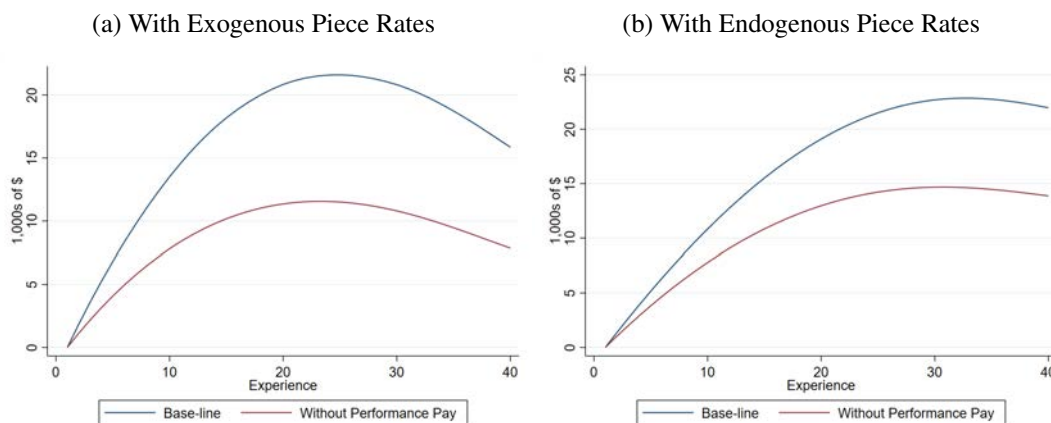 (a) With Exogenous Piece Rates
1,000s of $
20
15
10
5
0
0 10 20 30 40
Experience
Base-line Without Performance Pay
(b) With Endogenous Piece Rates
1,000s of $
25
20
15
10
5
0
0 10 20 30 40
Experience
Base-line Without Performance Pay